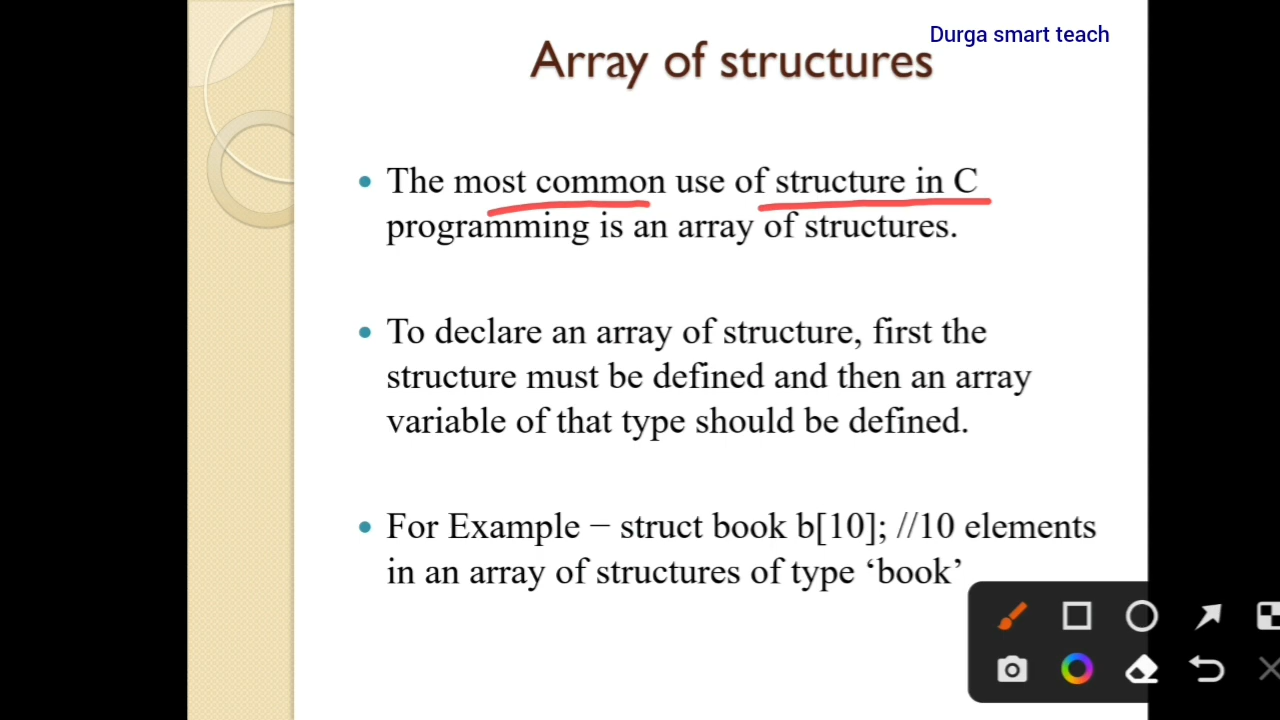 Durga smart teach
Array of structures
• The most common use of structure in C
programming is an array of structures.
• To declare an array of structure, first the
structure must be defined and then an array
variable of that type should be defined.
• For Example − struct book b[10]; //10 elements
in an array of structures of type ‘book’